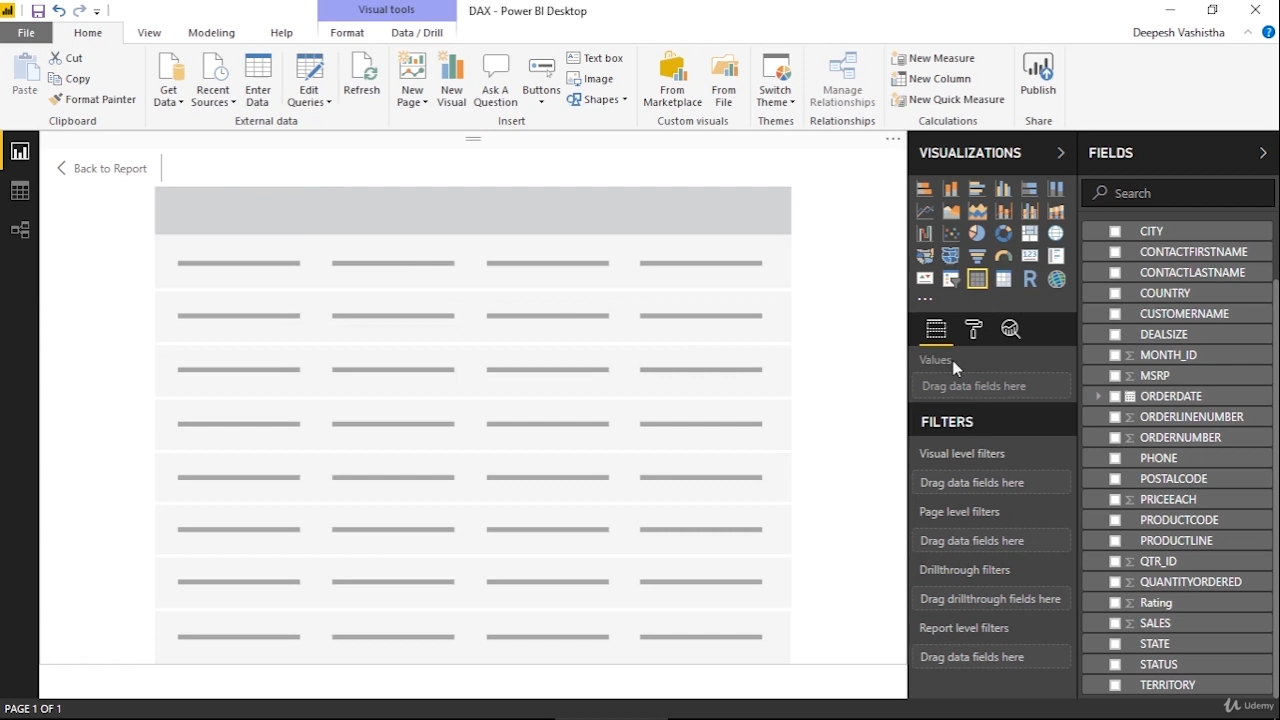 Visual tools
DAX - Power BI Desktop
File Home View Modeling Help Format Data / Drill
Deepesh Vashistha
Paste
Cut
Copy
Format Painter
Clipboard
Get Data
Recent Sources
Enter Data
Edit Queries
Refresh
External data
New Page
New Visual
Ask A Question
Buttons
Text box
Image
Shapes
Insert
From Marketplace
From File
Custom visuals
Switch Theme
Themes
Manage Relationships
Relationships
New Measure
New Column
New Quick Measure
Calculations
Publish
Share
Back to Report
VISUALIZATIONS
R
123
Values
Drag data fields here
FILTERS
Visual level filters
Drag data fields here
Page level filters
Drag data fields here
Drillthrough filters
Drag drillthrough fields here
Report level filters
Drag data fields here
FIELDS
Search
CITY
CONTACTFIRSTNAME
CONTACTLASTNAME
COUNTRY
CUSTOMERNAME
DEALSIZE
Σ MONTH_ID
Σ MSRP
ORDERDATE
Σ ORDERLINENUMBER
Σ ORDERNUMBER
PHONE
POSTALCODE
Σ PRICEEACH
PRODUCTCODE
PRODUCTLINE
Σ QTR_ID
Σ QUANTITYORDERED
Σ Rating
Σ SALES
STATE
STATUS
TERRITORY
PAGE 1 OF 1
Udemy